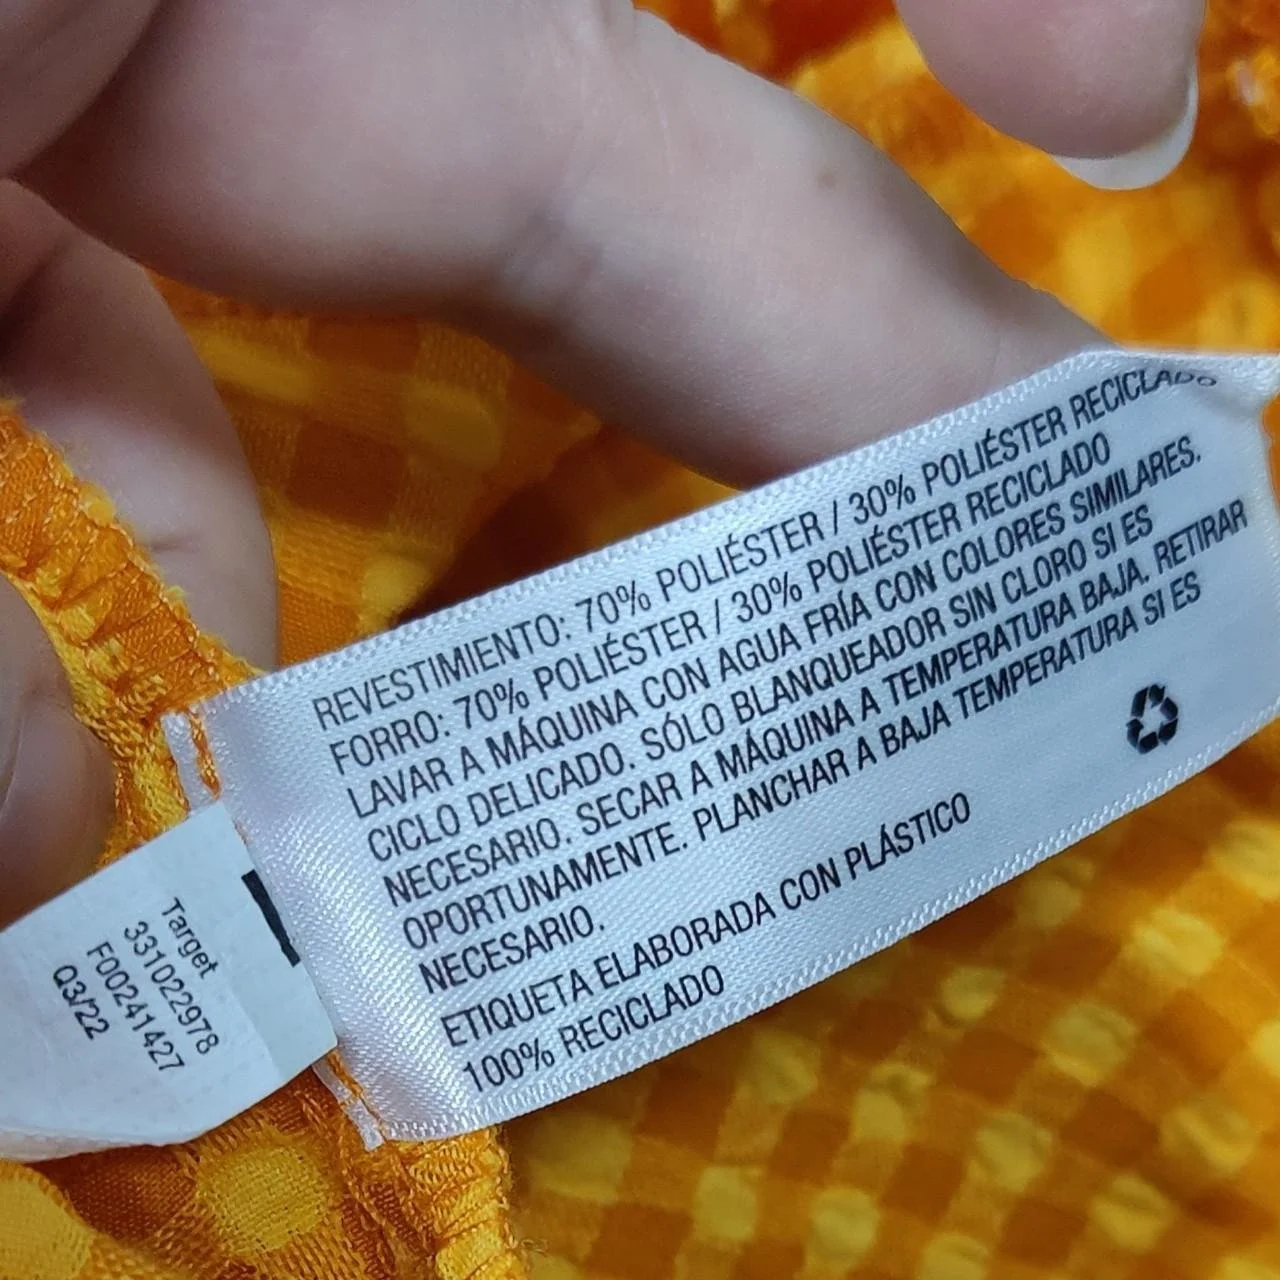 REVESTIMIENTO: 70% POLIÉSTER / 30% POLIÉSTER RECICLADO
FORRO: 70% POLIÉSTER / 30% POLIÉSTER RECICLADO
LAVAR A MÁQUINA CON AGUA FRÍA CON COLORES SIMILARES.
CICLO DELICADO. SÓLO BLANQUEADOR SIN CLORO SI ES
NECESARIO. SECAR A MÁQUINA A TEMPERATURA BAJA. RETIRAR
OPORTUNAMENTE. PLANCHAR A BAJA TEMPERATURA SI ES
NECESARIO.
ETIQUETA ELABORADA CON PLÁSTICO
100% RECICLADO
Target
331022978
F00241427
Q3/22